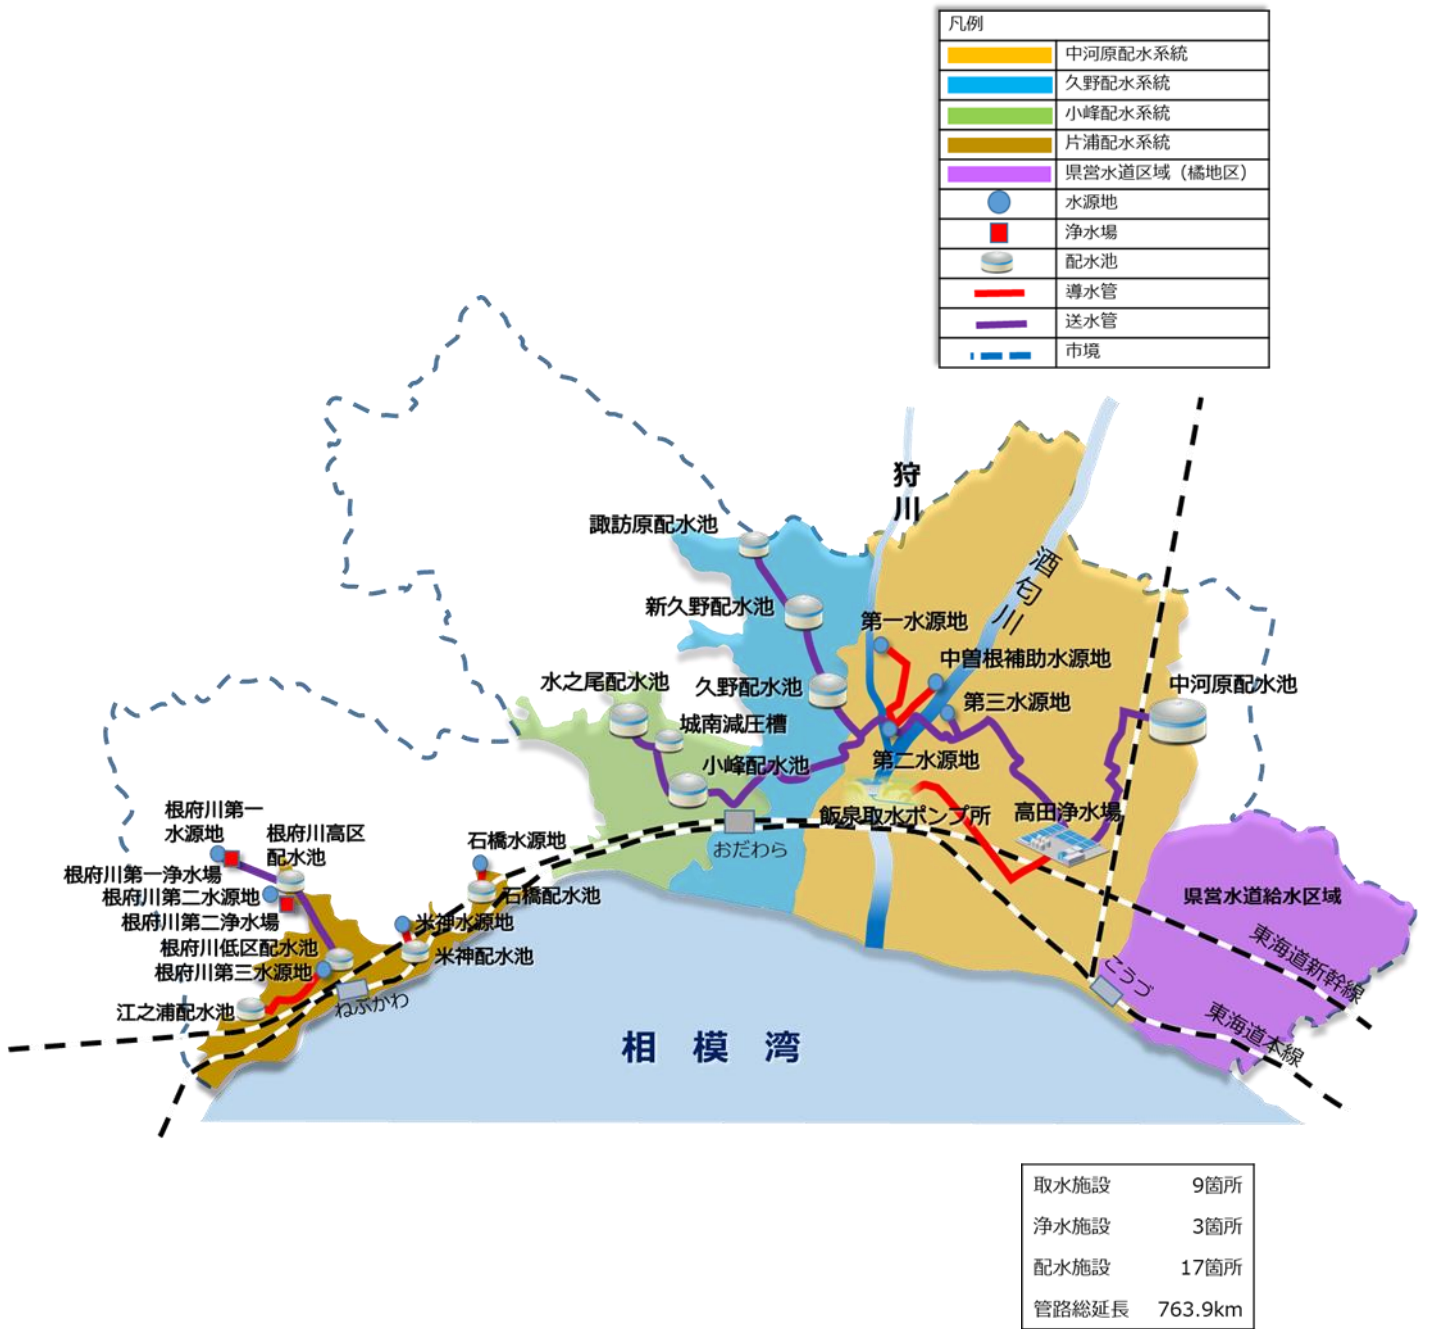 凡例
中河原配水系統
久野配水系統
小峰配水系統
片浦配水系統
県営水道区域（橘地区）
水源地
浄水場
配水池
導水管
送水管
市境
狩川
酒匂川
諏訪原配水池
新久野配水池
第一水源地
中曽根補助水源地
水之尾配水池
久野配水池
第三水源地
中河原配水池
城南減圧槽
小峰配水池
第二水源地
飯泉取水ポンプ所
高田浄水場
おだわら
根府川第一
水源地
根府川高区
配水池
石橋水源地
根府川第一浄水場
根府川第二水源地
石橋配水池
県営水道給水区域
根府川第二浄水場
米神水源地
根府川低区配水池
米神配水池
根府川第三水源地
江之浦配水池
ねぶかわ
こうづ
東海道新幹線
東海道本線
相模湾
取水施設 9箇所
浄水施設 3箇所
配水施設 17箇所
管路総延長 763.9km